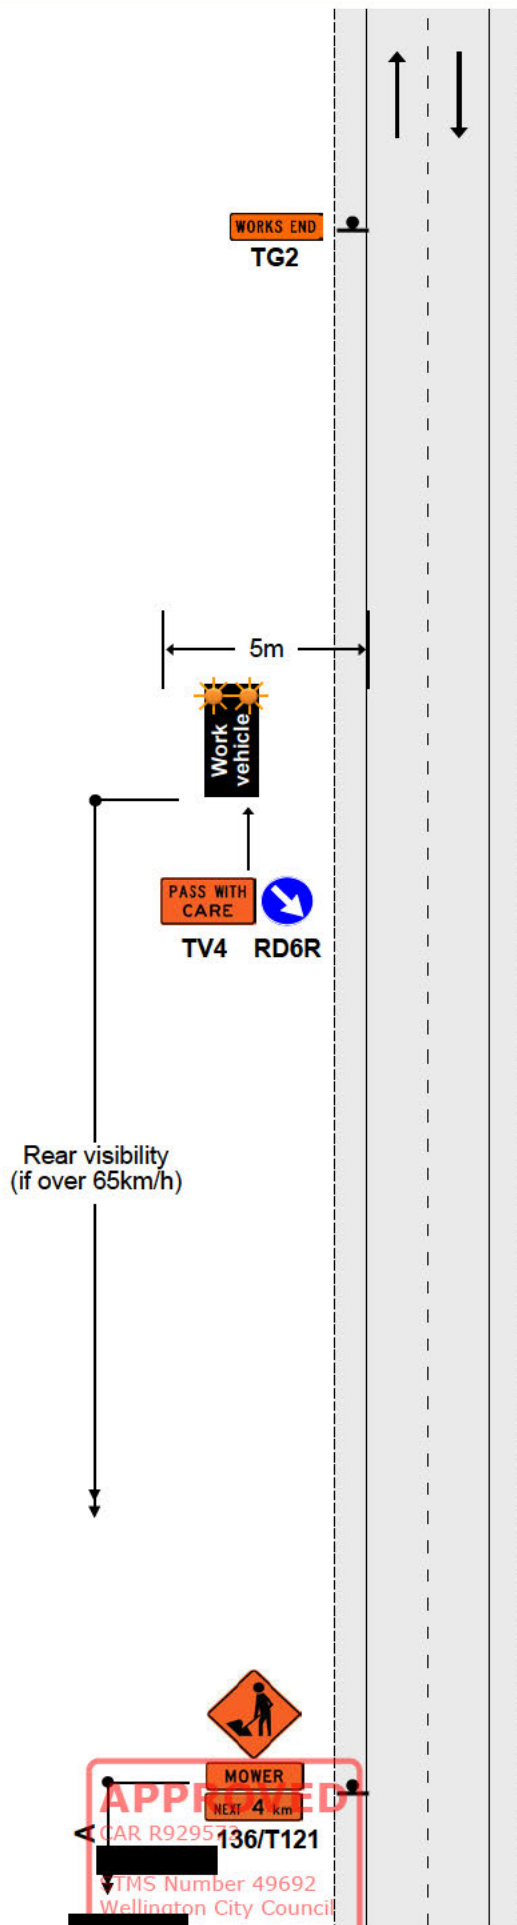 WORKS END
TG2
5m
Work
vehicle
PASS WITH
CARE
TV4 RD6R
Rear visibility
(if over 65km/h)
MOWER
NEXT 4 km
APPROVED
A
CAR R929572
136/T121
STMS Number 49692
Wellington City Council